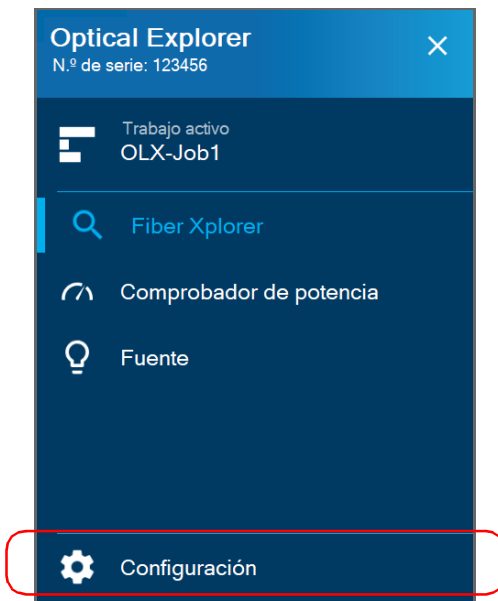 Optical Explorer
N.º de serie: 123456
Trabajo activo
OLX-Job1
Fiber Xplorer
Comprobador de potencia
Fuente
Configuración